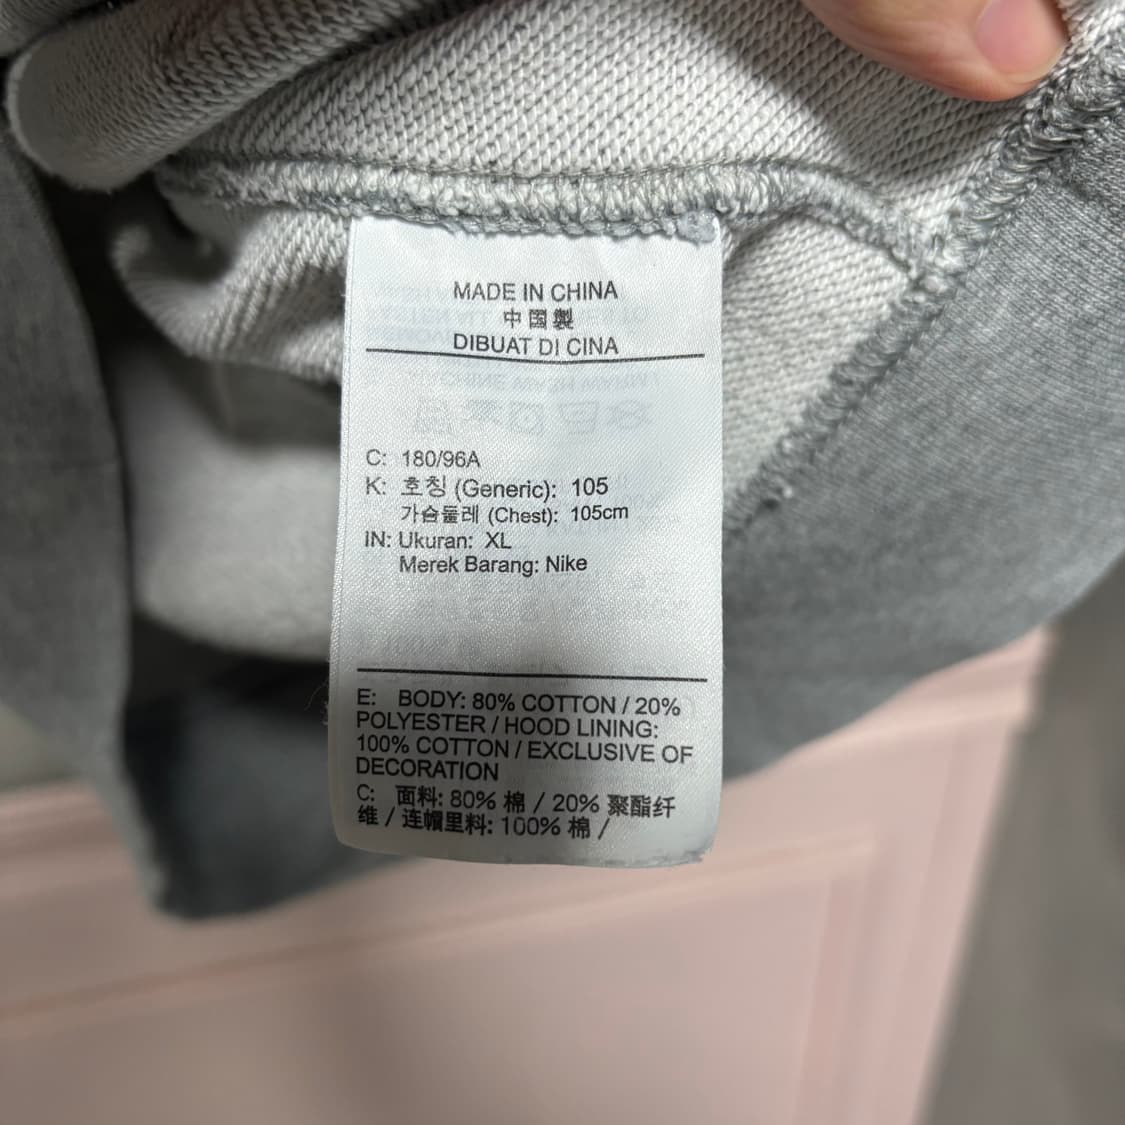 MADE IN CHINA
中国製
DIBUAT DI CINA
C: 180/96A
K: 호칭 (Generic): 105
가슴둘레 (Chest): 105cm
IN: Ukuran: XL
Merek Barang: Nike
E: BODY: 80% COTTON / 20%
POLYESTER / HOOD LINING:
100% COTTON / EXCLUSIVE OF
DECORATION
C: 面料: 80% 棉 / 20% 聚酯纤
维 / 连帽里料: 100% 棉 /